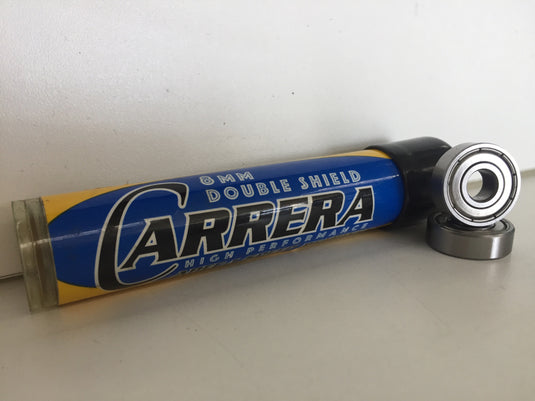 8MM
DOUBLE SHIELD
CARRERA
HIGH PERFORMANCE